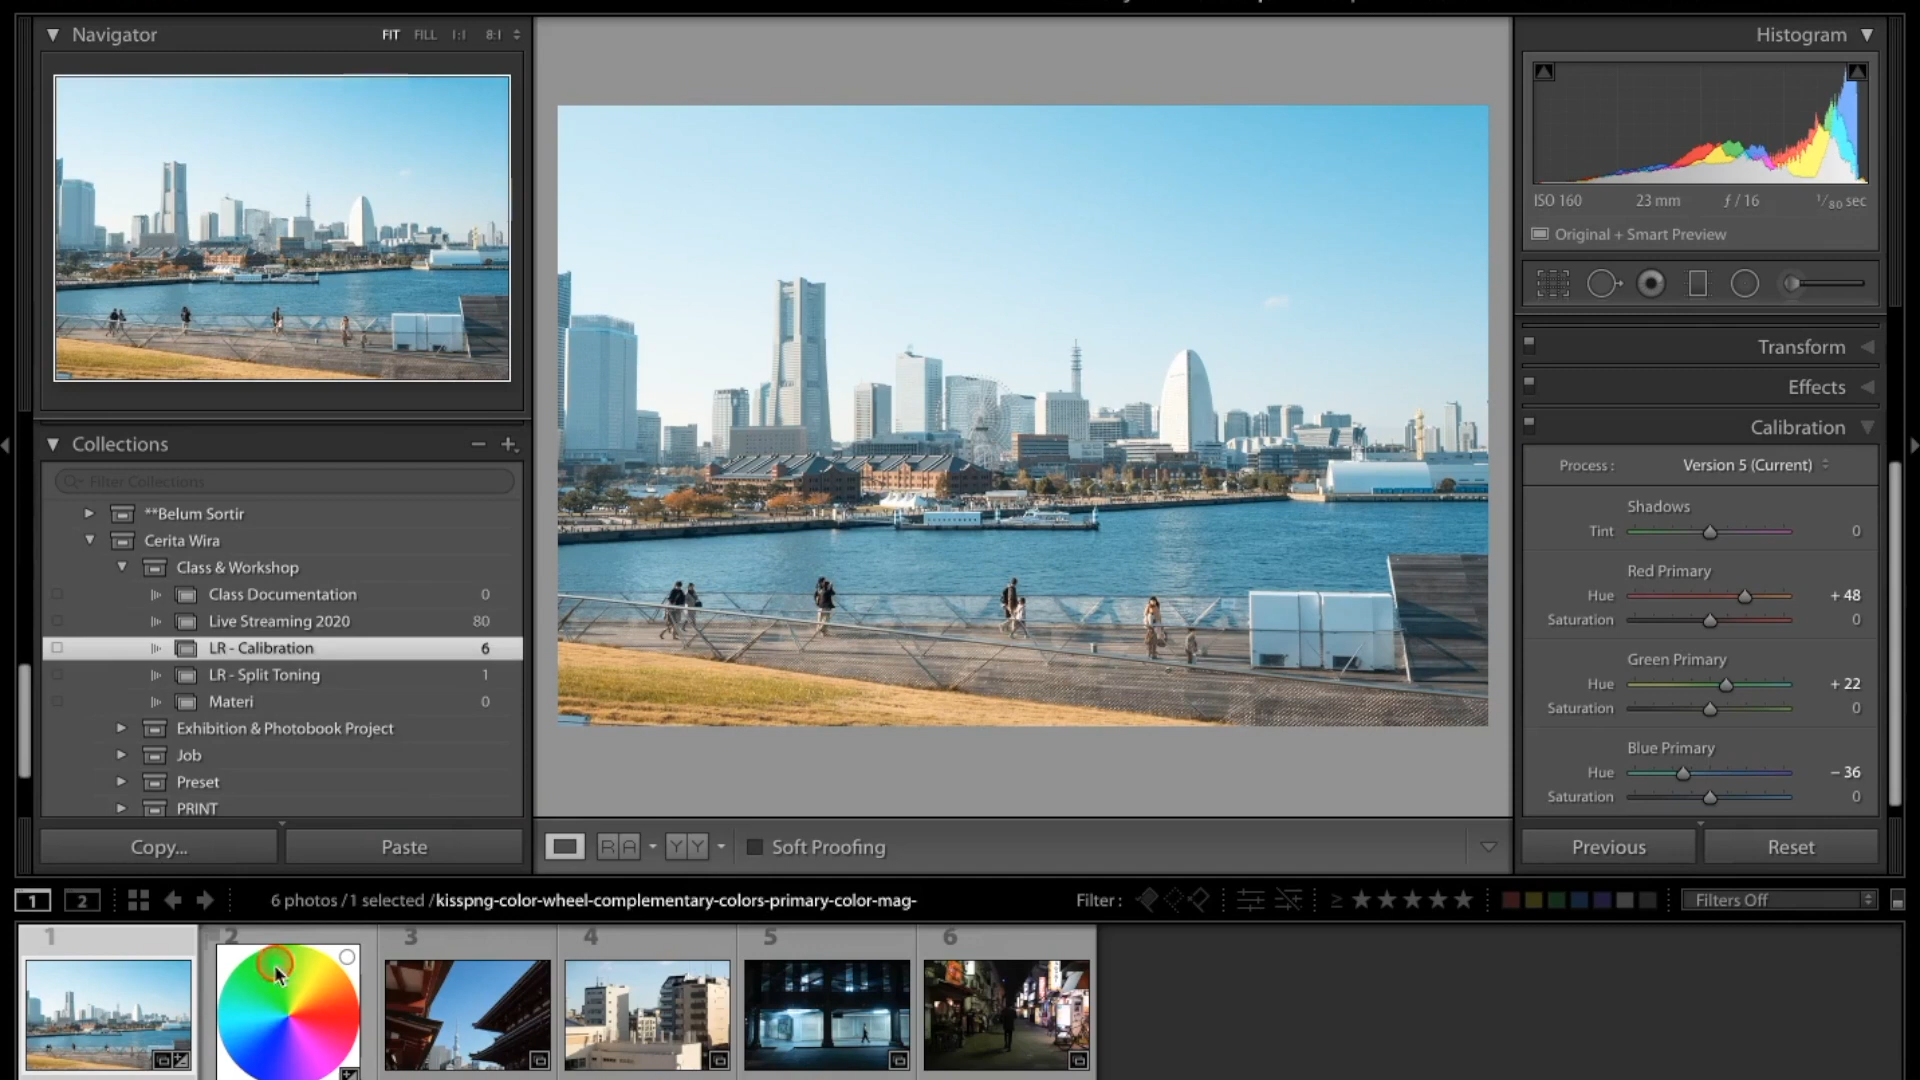 Navigator
FIT FILL 1:1 8:1
Collections
Filter Collections
**Belum Sortir
Cerita Wira
Class & Workshop
Class Documentation 0
Live Streaming 2020 80
LR - Calibration 6
LR - Split Toning 1
Materi 0
Exhibition & Photobook Project
Job
Preset
PRINT
Copy... Paste
R A Y Y Soft Proofing
Histogram
ISO 160 23 mm ƒ / 16 1/80 sec
Original + Smart Preview
Transform
Effects
Calibration
Process : Version 5 (Current)
Shadows
Tint 0
Red Primary
Hue + 48
Saturation 0
Green Primary
Hue + 22
Saturation 0
Blue Primary
Hue – 36
Saturation 0
Previous Reset
1 2 6 photos / 1 selected / kisspng-color-wheel-complementary-colors-primary-color-mag- Filter : ≥ ★★★★★ Filters Off
1 2 3 4 5 6